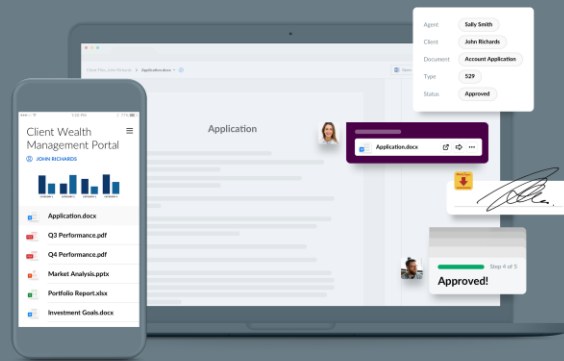 Agent Sally Smith
Client John Richards
Document Account Application
Type 529
Status Approved
Application.docx
Application
Application.docx
Step 4 of 5
Approved!
Client Wealth
Management Portal
JOHN RICHARDS
Application.docx
Q3 Performance.pdf
Q4 Performance.pdf
Market Analysis.pptx
Portfolio Report.xlsx
Investment Goals.docx